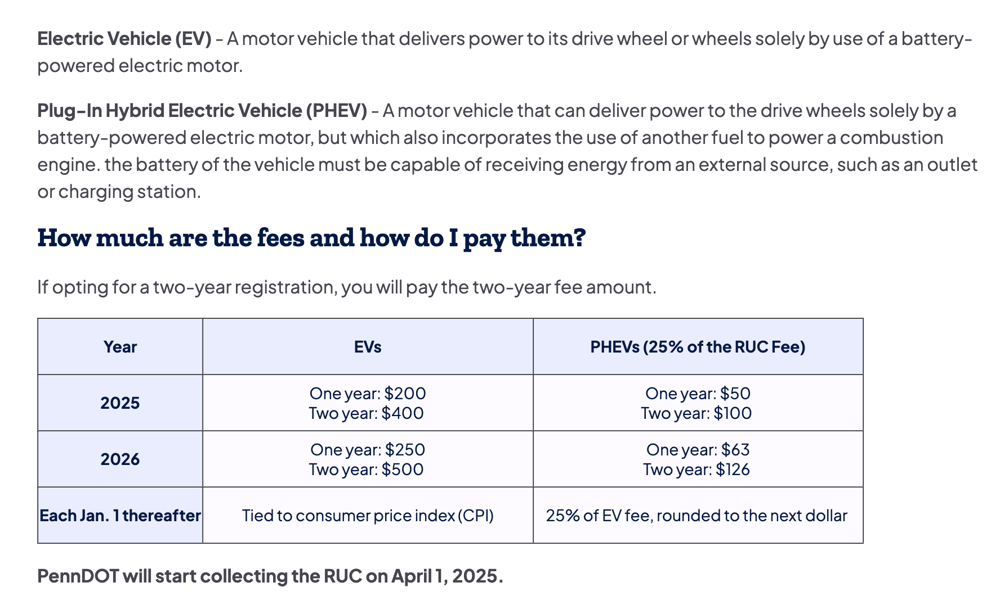 Electric Vehicle (EV) - A motor vehicle that delivers power to its drive wheel or wheels solely by use of a battery-
powered electric motor.
Plug-In Hybrid Electric Vehicle (PHEV) - A motor vehicle that can deliver power to the drive wheels solely by a
battery-powered electric motor, but which also incorporates the use of another fuel to power a combustion
engine. the battery of the vehicle must be capable of receiving energy from an external source, such as an outlet
or charging station.
How much are the fees and how do I pay them?
If opting for a two-year registration, you will pay the two-year fee amount.
Year EVs PHEVs (25% of the RUC Fee)
2025
One year: $200
Two year: $400
One year: $50
Two year: $100
2026
One year: $250
Two year: $500
One year: $63
Two year: $126
Each Jan. 1 thereafter Tied to consumer price index (CPI) 25% of EV fee, rounded to the next dollar
PennDOT will start collecting the RUC on April 1, 2025.